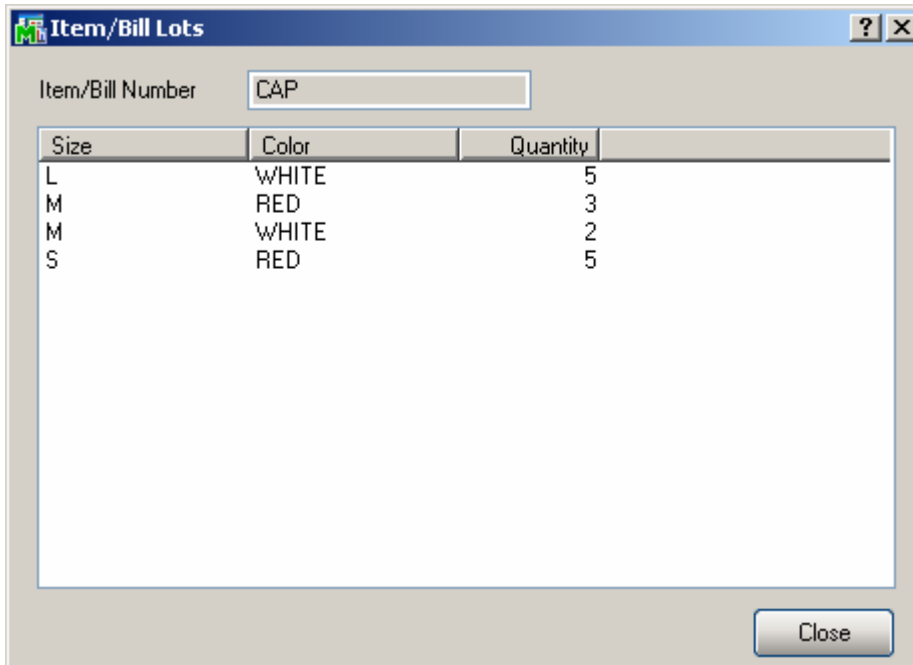 Item/Bill Lots
Item/Bill Number CAP
Size Color Quantity
L WHITE 5
M RED 3
M WHITE 2
S RED 5
Close